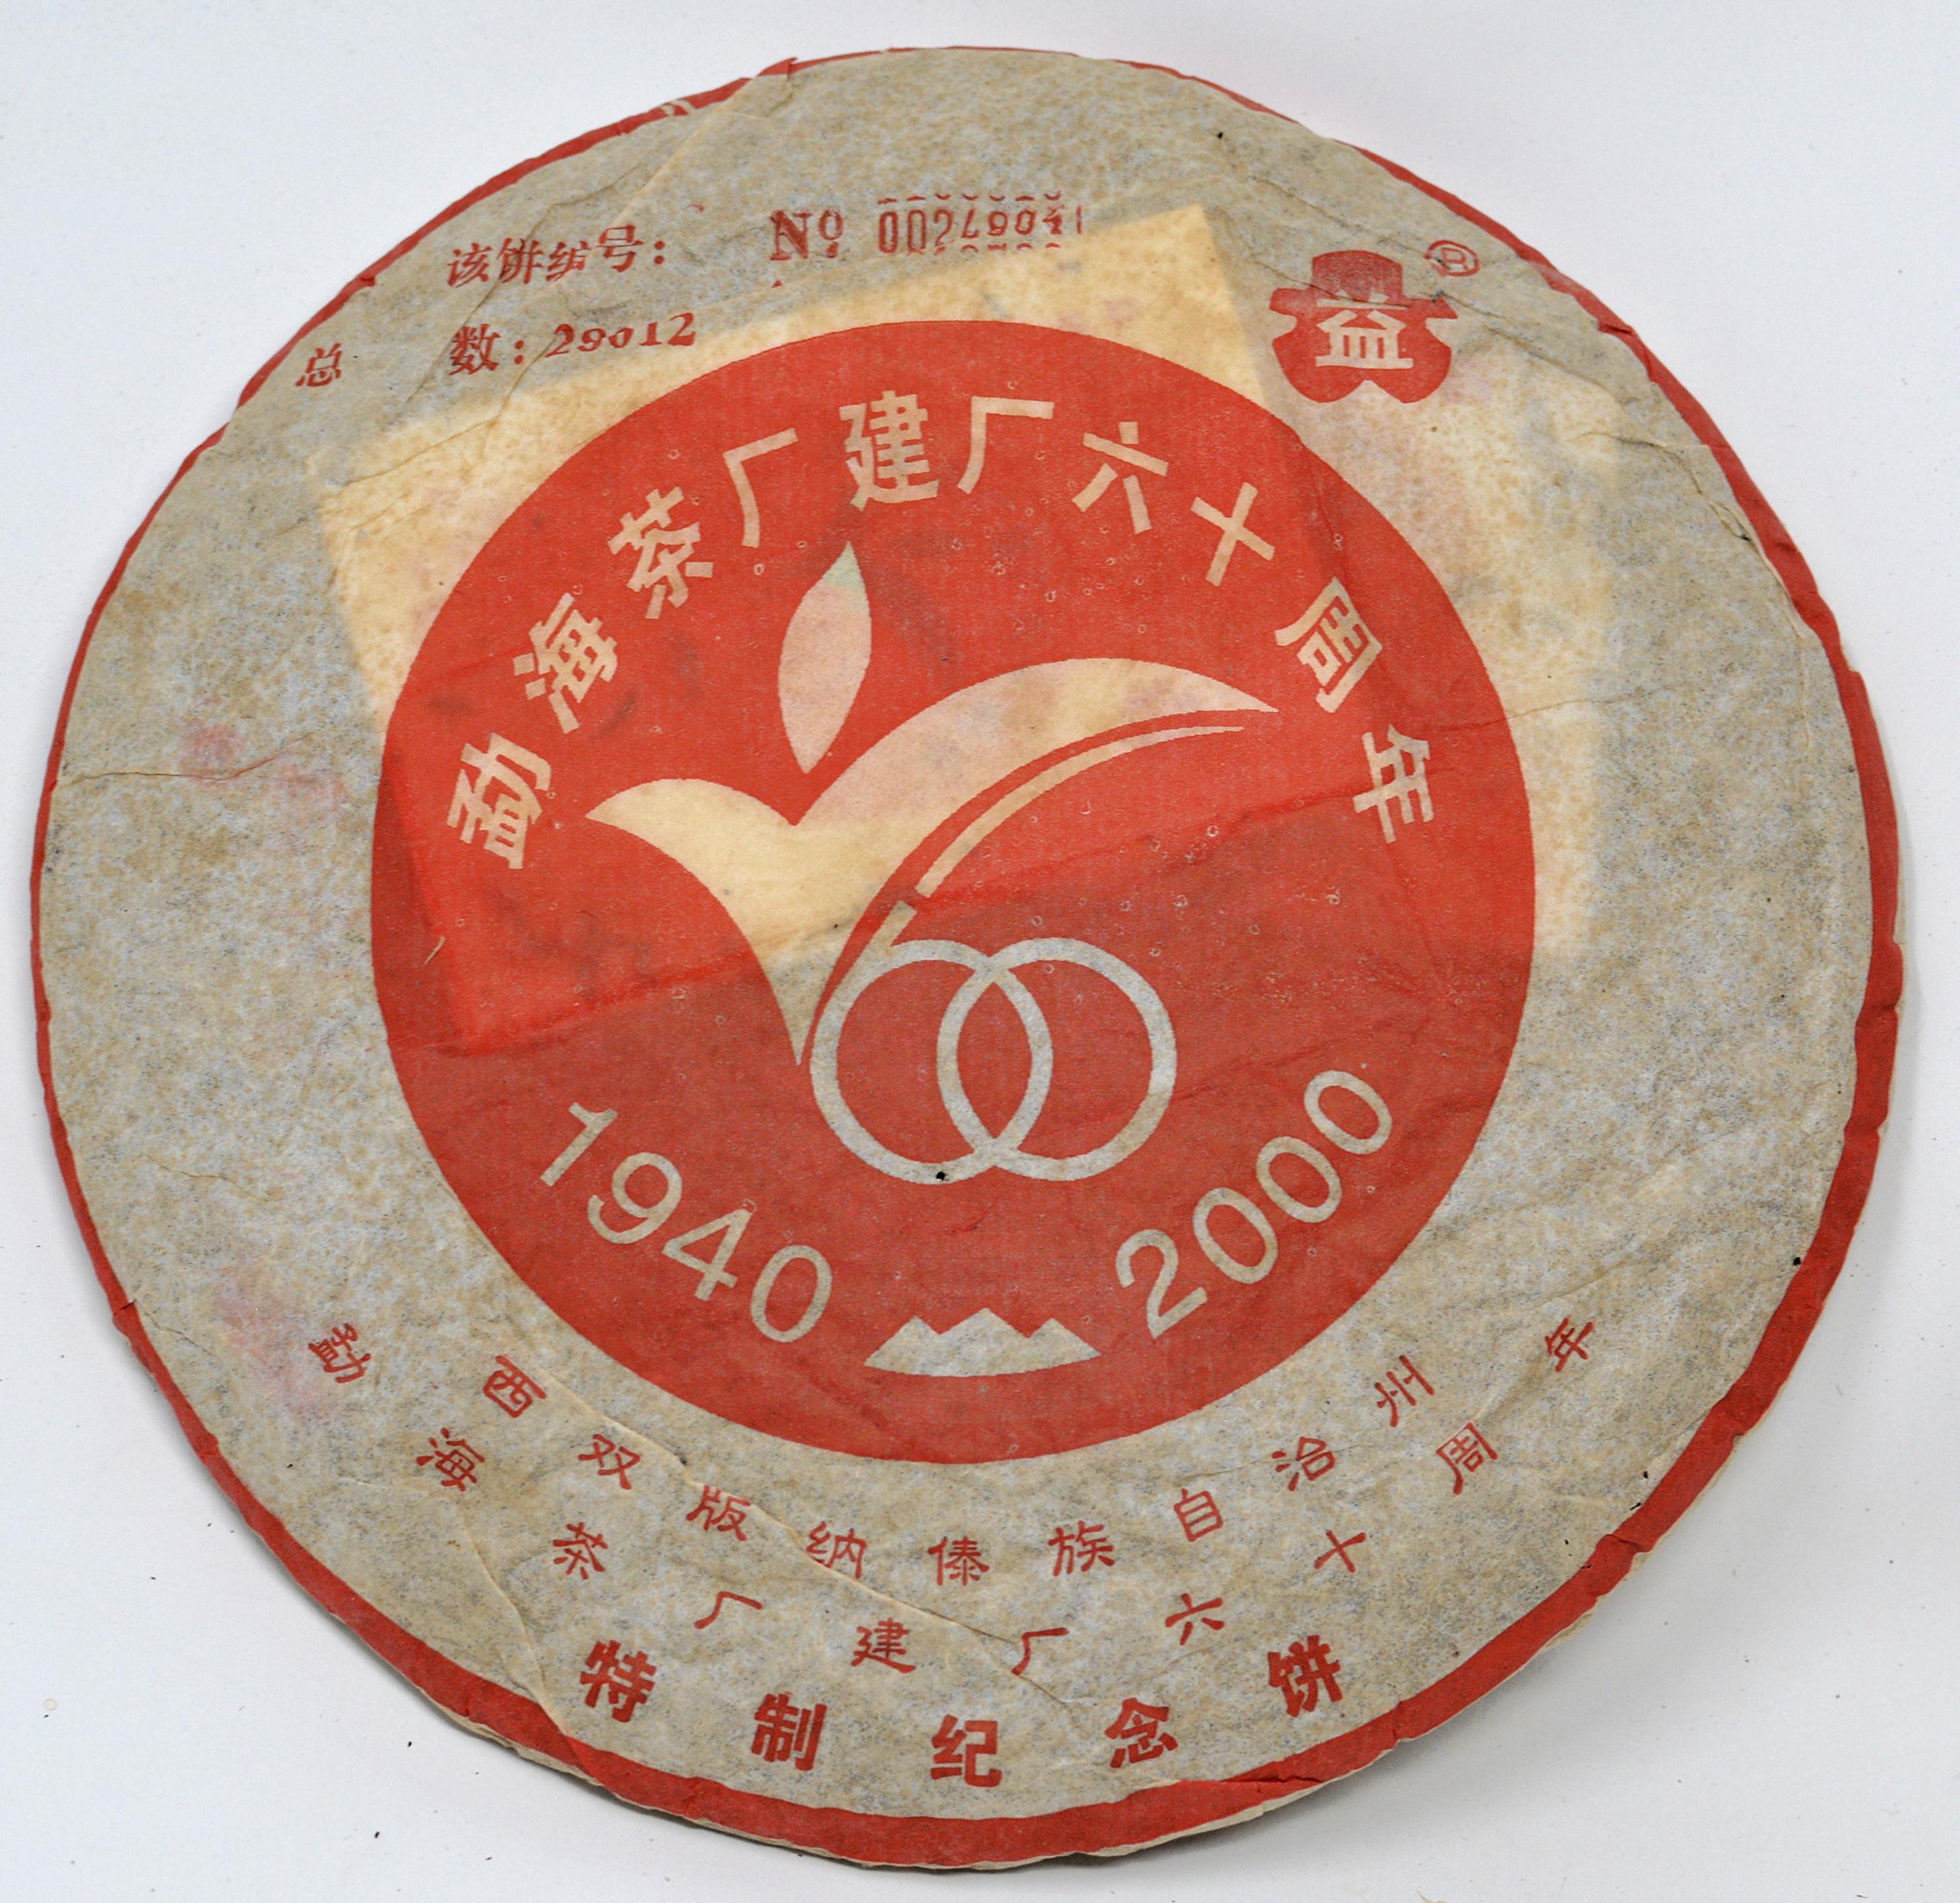 该饼编号： №
总 数：29012
益®
勐海茶厂建厂六十周年
1940 2000
西双版纳傣族自治州
勐海茶厂建厂六十周年
特制纪念饼